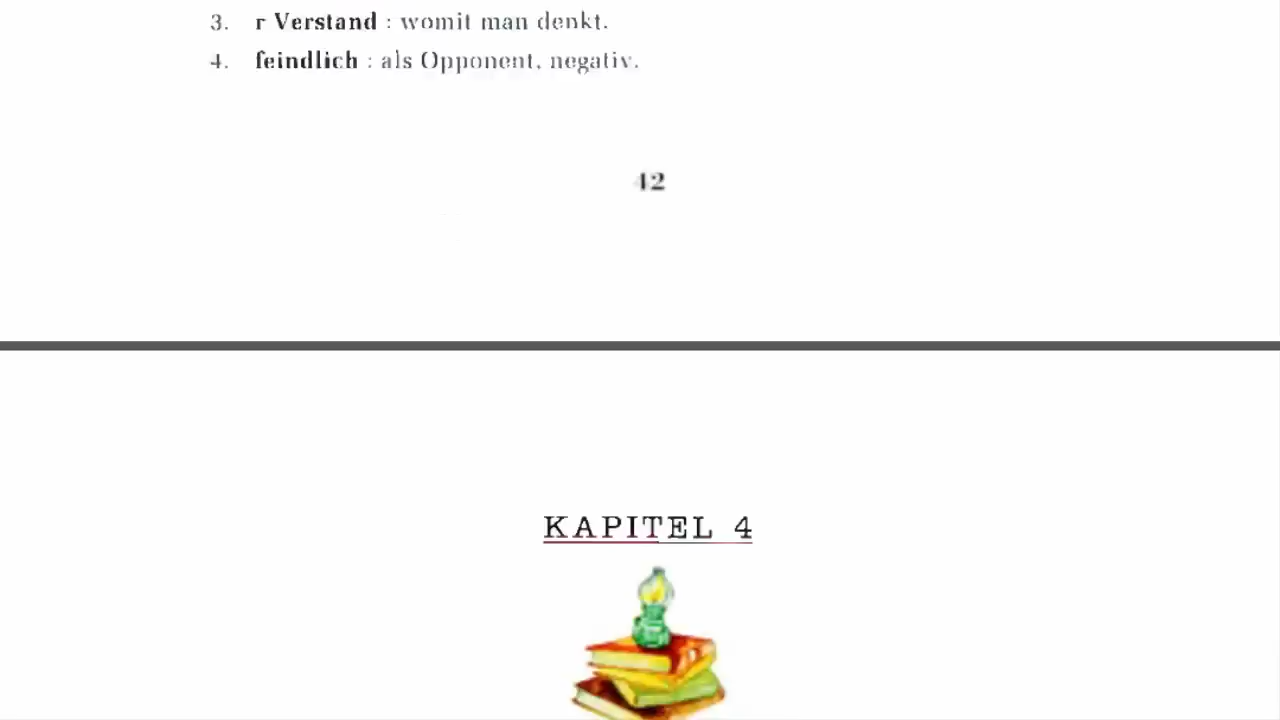 3. r Verstand : womit man denkt.
4. feindlich : als Opponent, negativ.
42
KAPITEL 4